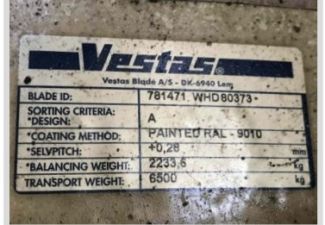 Vestas
Vestas Blade A/S - DK-6940 Lem
BLADE ID: 781471 WHD80373-
SORTING CRITERIA:
*DESIGN: A
*COATING METHOD: PAINTED RAL - 9010
*SELVPITCH: +0,28 mm
*BALANCING WEIGHT: 2233,6 kg
TRANSPORT WEIGHT: 6500 kg